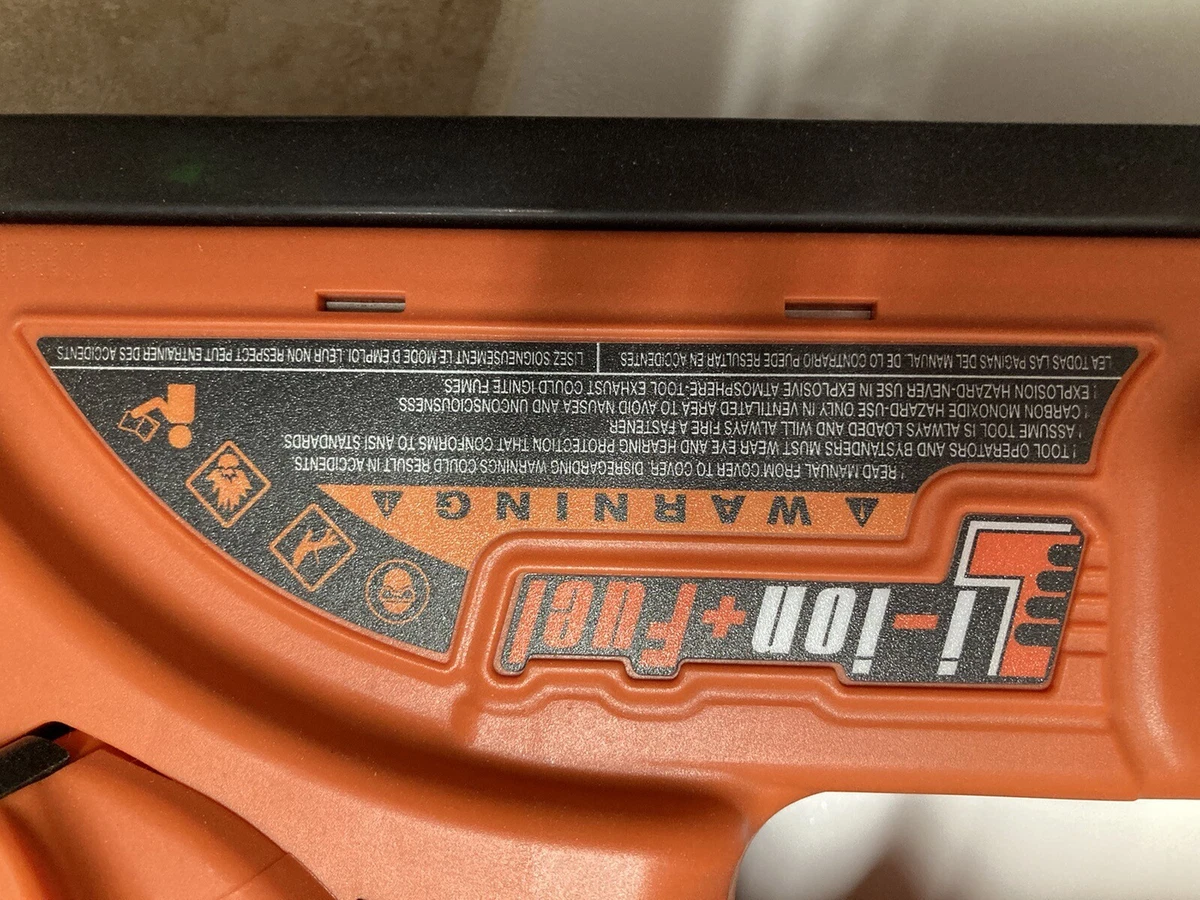 Li-ion+Fuel
WARNING
! READ MANUAL FROM COVER TO COVER. DISREGARDING WARNINGS COULD RESULT IN ACCIDENTS.
! TOOL OPERATORS AND BYSTANDERS MUST WEAR EYE AND HEARING PROTECTION THAT CONFORMS TO ANSI STANDARDS
! ASSUME TOOL IS ALWAYS LOADED AND WILL ALWAYS FIRE A FASTENER.
! CARBON MONOXIDE HAZARD-USE ONLY IN VENTILATED AREA TO AVOID NAUSEA AND UNCONSCIOUSNESS.
! EXPLOSION HAZARD-NEVER USE IN EXPLOSIVE ATMOSPHERE-TOOL EXHAUST COULD IGNITE FUMES.
LEA TODAS LAS PAGINAS DEL MANUAL. DE LO CONTRARIO PUEDE RESULTAR EN ACCIDENTES
LISEZ SOIGNEUSEMENT LE MODE D EMPLOI. LEUR NON RESPECT PEUT ENTRAINER DES ACCIDENTS